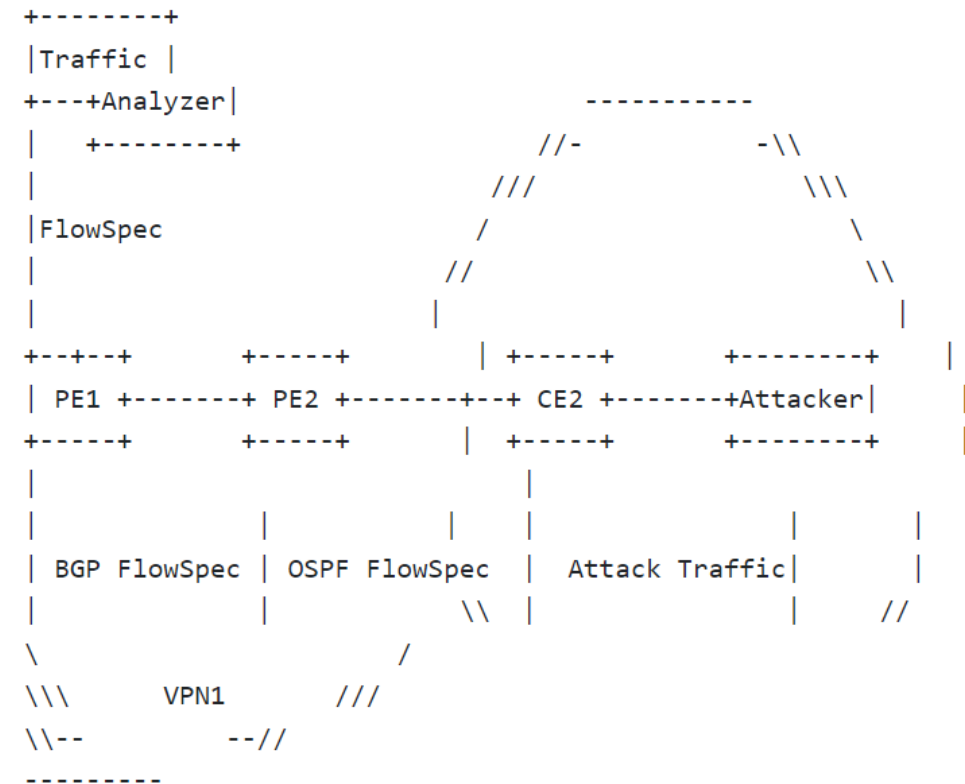 +--------+
|Traffic |
+---+Analyzer|                     -----------
|   +--------+                  //-           -\\
|                            ///                 \\\
|FlowSpec                   /                       \
|                         //                         \\
|                        |                             |
+--+--+       +-----+        | +-----+       +--------+    |
| PE1 +-------+ PE2 +-------+--+ CE2 +-------+Attacker|     |
+-----+       +-----+       |  +-----+       +--------+     |
|                               |
|              |           |    |                |       |
| BGP FlowSpec | OSPF FlowSpec  |  Attack Traffic|       |
|              |            \\  |                |     //
\                       /
\\\      VPN1       ///
\\--         --//
---------